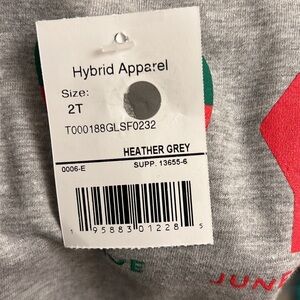 Hybrid Apparel
Size:
2T
T000188GLSF0232
HEATHER GREY
0006-E SUPP. 13655-6
1 95883 01228 5
JUNE